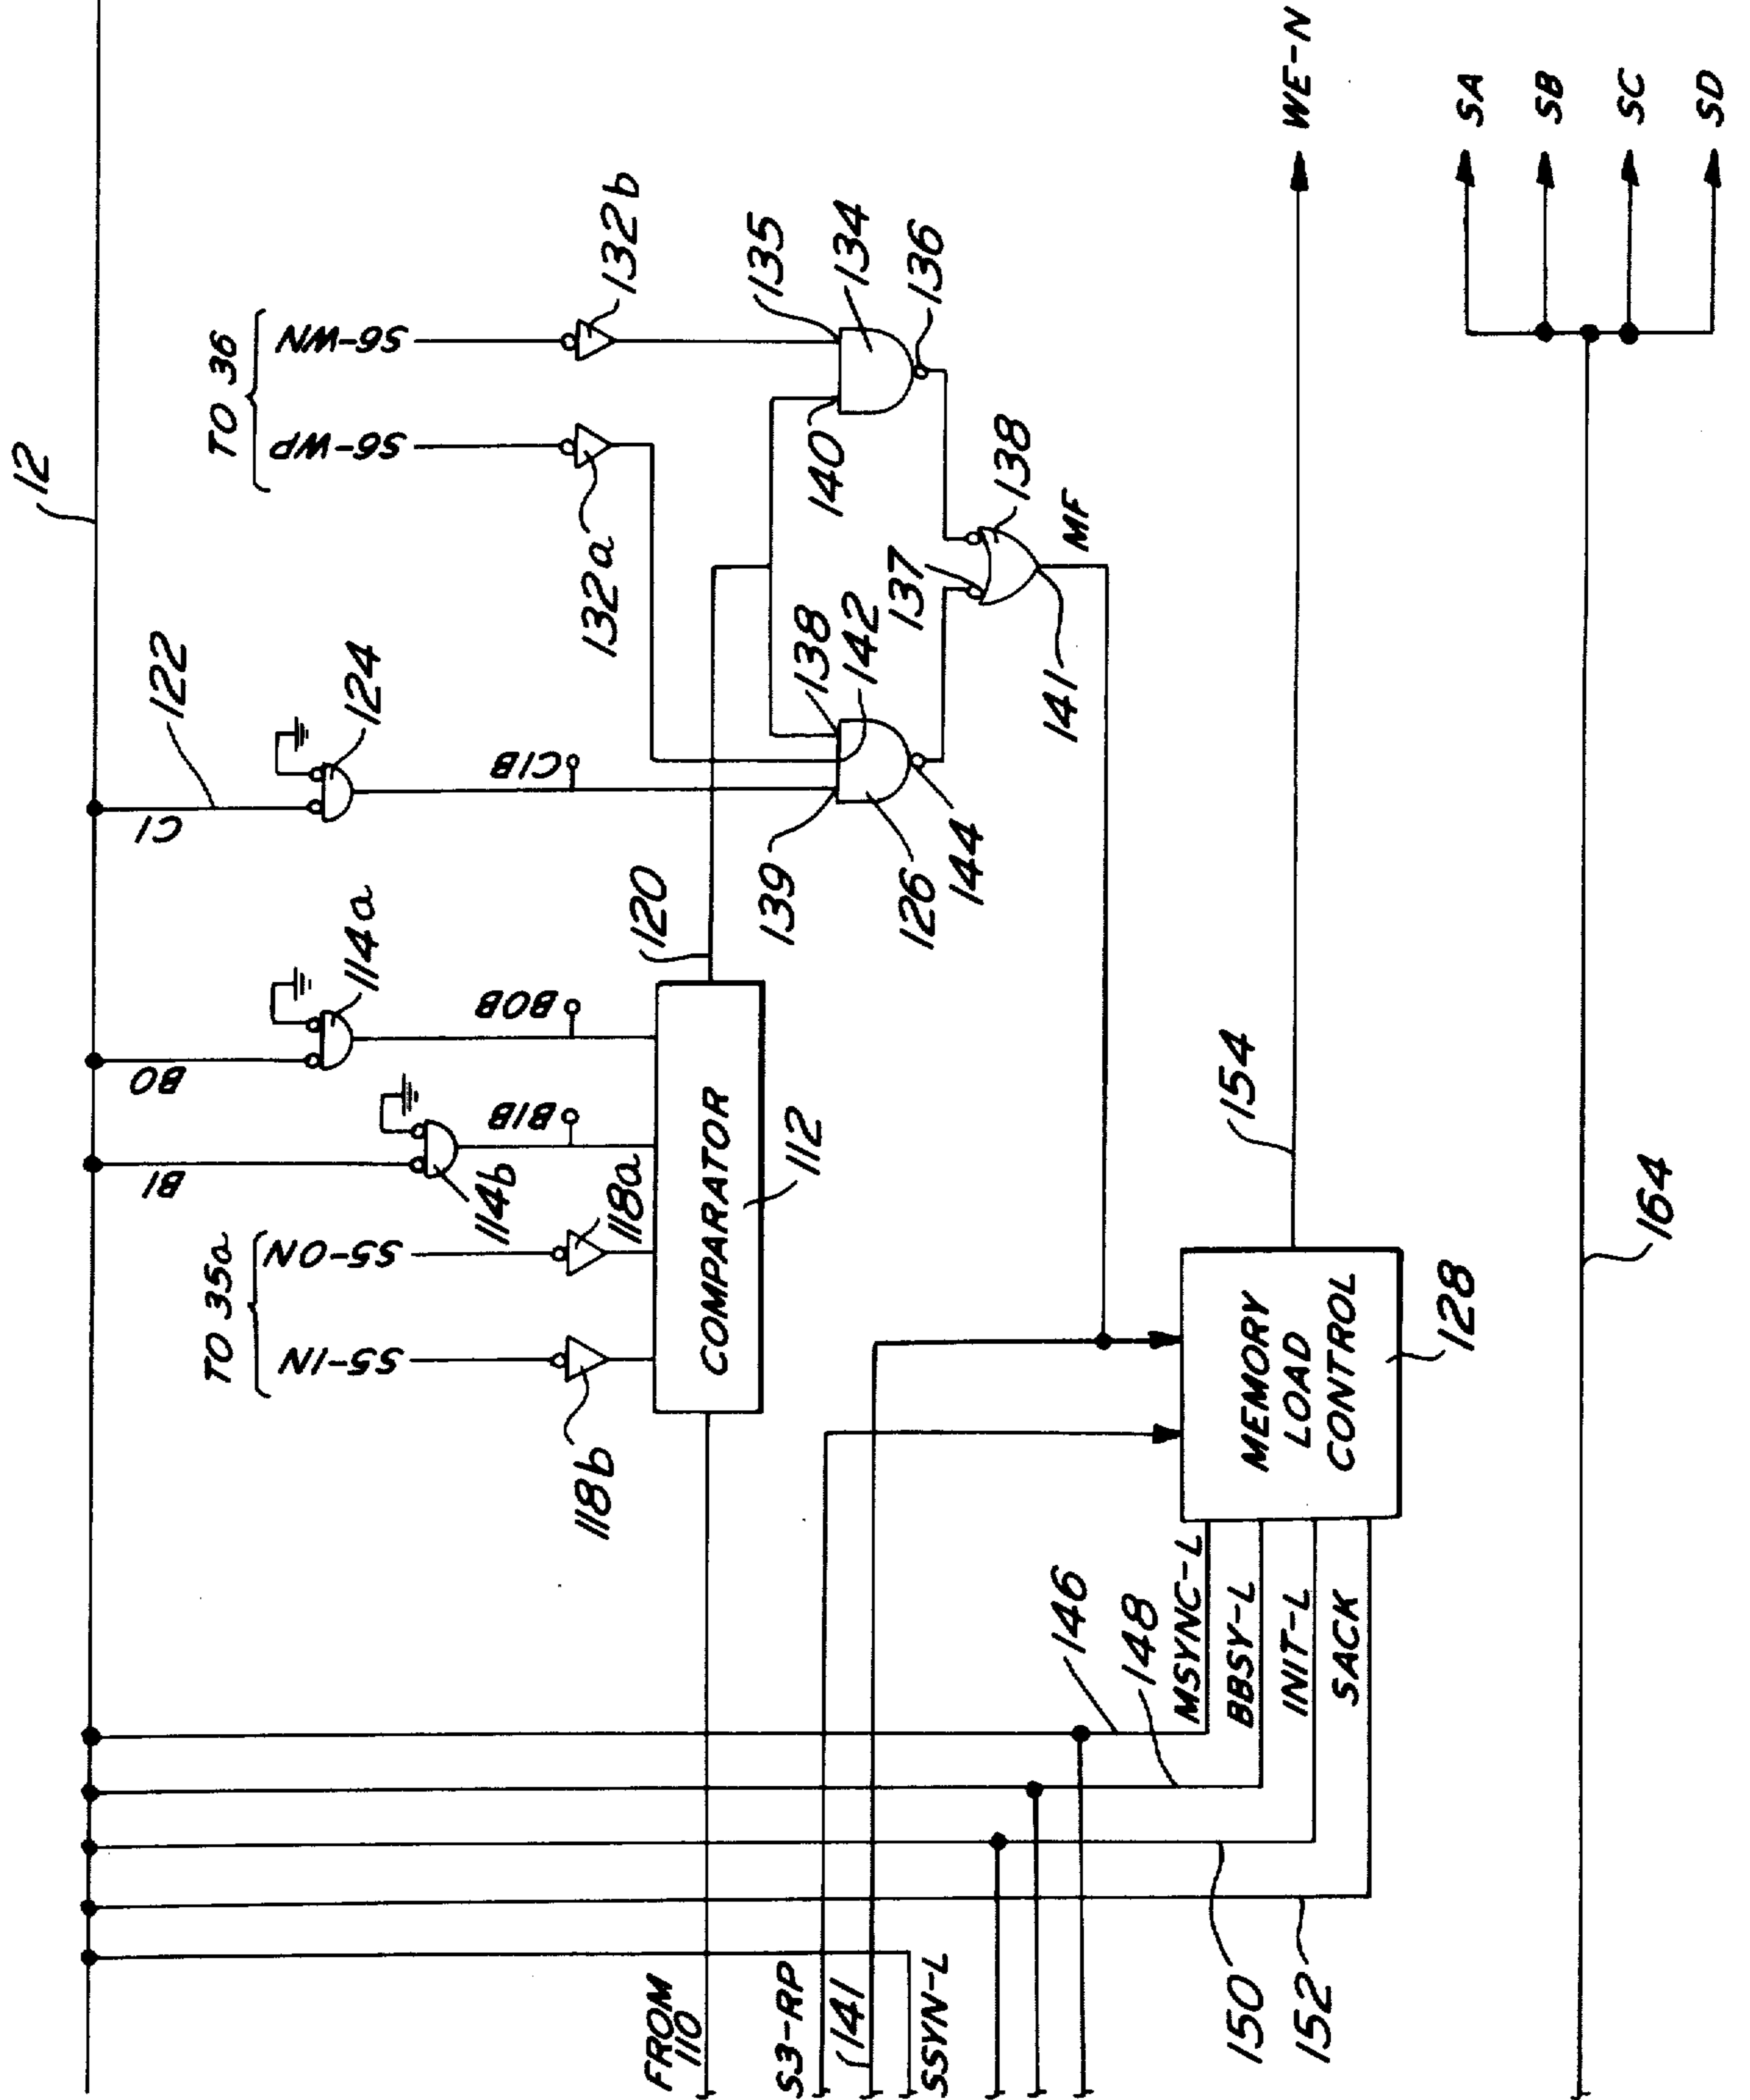 12
TO 36
S6-WN
S6-WP
132b
132a
122
C1
124
C1B
135
134
136
140
138
137
138
142
139
126
144
141
MF
120
114a
B0
B0B
B1
B1B
114b
TO 35a
S5-0N
S5-1N
118a
118b
COMPARATOR
112
FROM
110
S3-RP
141
SSYN-L
MSYNC-L
BBSY-L
INIT-L
SACK
146
148
150
152
MEMORY
LOAD
CONTROL
128
154
WE-N
164
SA
SB
SC
SD